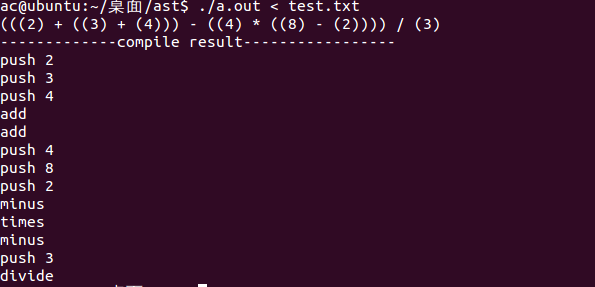 ac@ubuntu:~/桌面/ast$ ./a.out < test.txt
(((2) + ((3) + (4))) - ((4) * ((8) - (2)))) / (3)
-------------compile result-----------------
push 2
push 3
push 4
add
add
push 4
push 8
push 2
minus
times
minus
push 3
divide